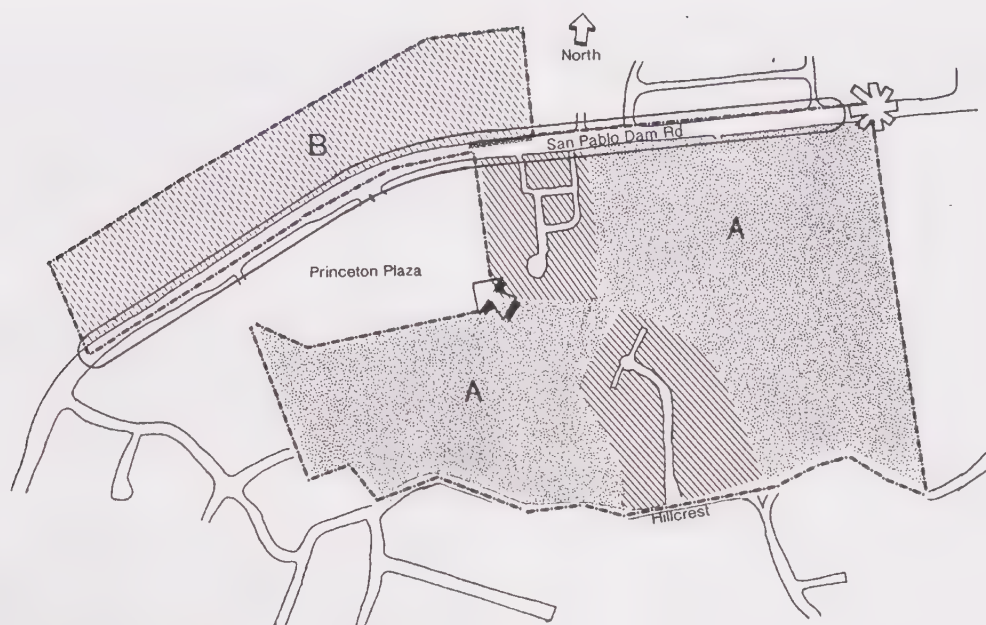 North
B
San Pablo Dam Rd
A
Princeton Plaza
A
Hillcrest